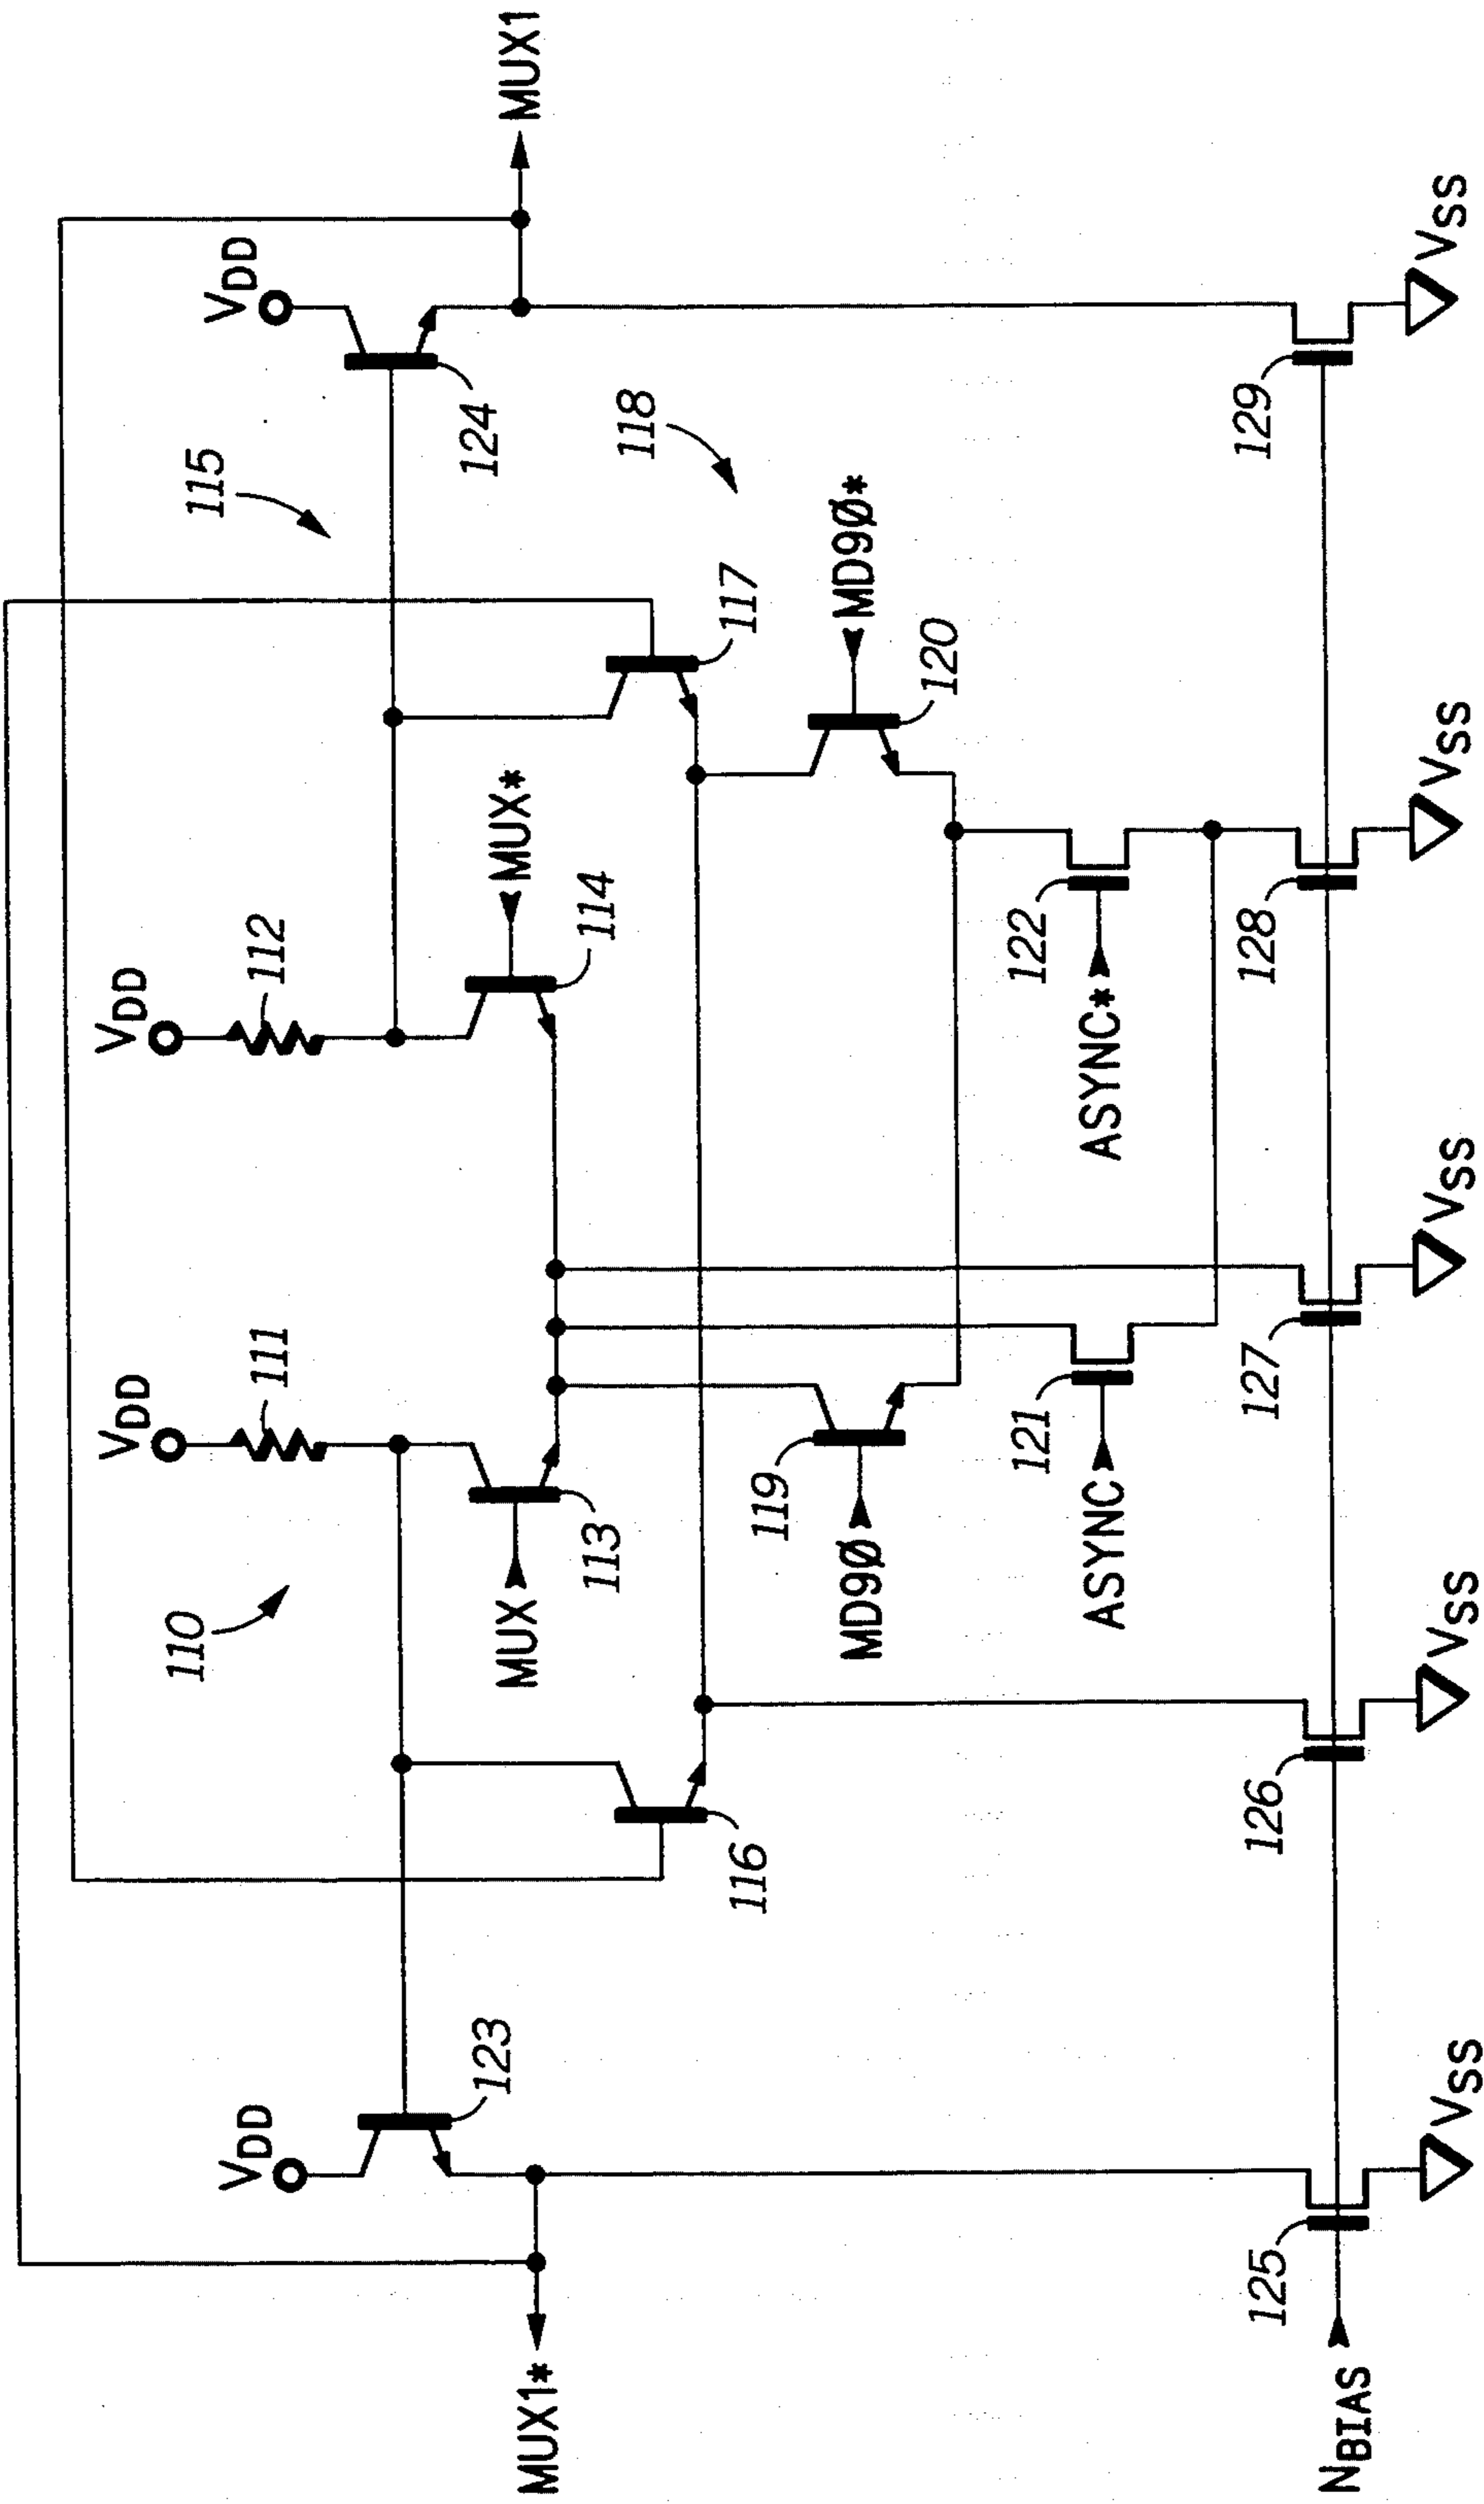 VDD
VDD
VDD
VDD
110
111
112
115
123
124
MUX1*
MUX
113
MUX*
114
MUX1
116
117
118
MD9Ø
119
MD9Ø*
120
ASYNC
121
ASYNC*
122
NBIAS
125
126
127
128
129
VSS
VSS
VSS
VSS
VSS